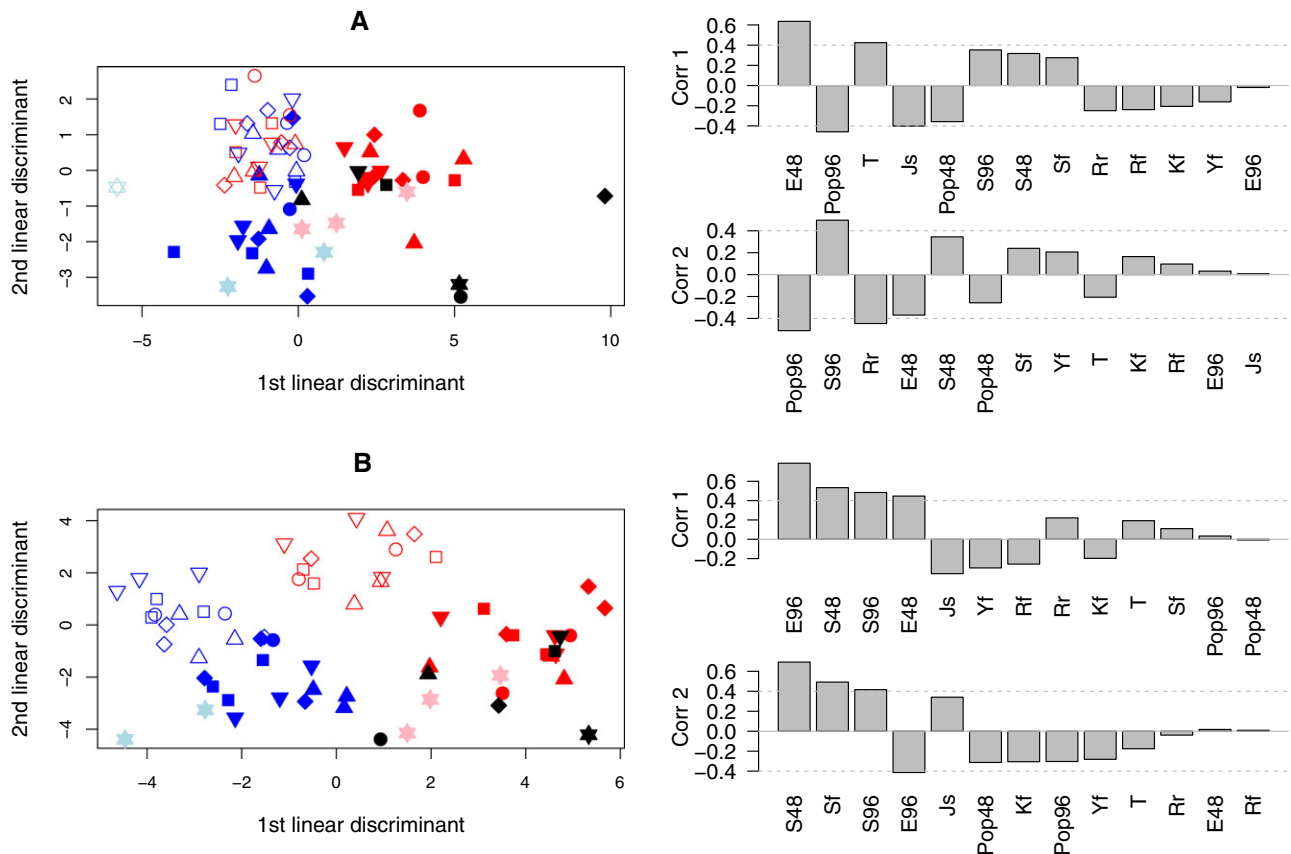 A
2nd linear discriminant
2
1
0
−1
−2
−3
−5
0
5
10
1st linear discriminant
Corr 1
0.6
0.4
0.2
0.0
−0.2
−0.4
E48
Pop96
T
Js
Pop48
S96
S48
Sf
Rr
Rf
Kf
Yf
E96
Corr 2
0.4
0.2
0.0
−0.2
−0.4
Pop96
S96
Rr
E48
S48
Pop48
Sf
Yf
T
Kf
Rf
E96
Js
B
2nd linear discriminant
4
2
0
−2
−4
−4
−2
0
2
4
6
1st linear discriminant
Corr 1
0.6
0.4
0.2
0.0
−0.2
E96
S48
S96
E48
Js
Yf
Rf
Rr
Kf
T
Sf
Pop96
Pop48
Corr 2
0.6
0.4
0.2
0.0
−0.2
−0.4
S48
Sf
S96
E96
Js
Pop48
Kf
Pop96
Yf
T
Rr
E48
Rf